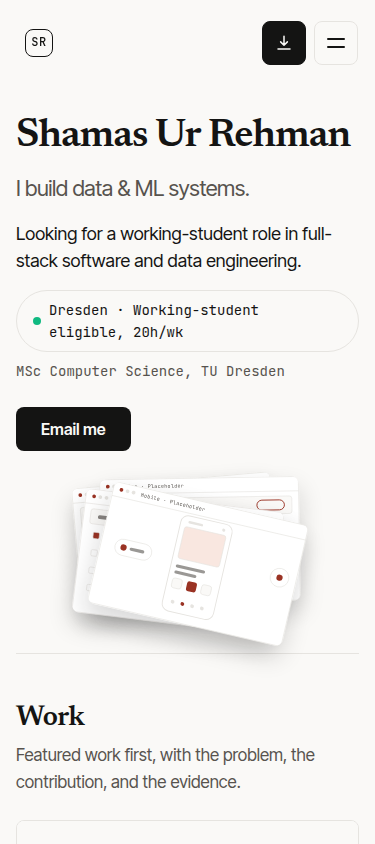 SR
Shamas Ur Rehman
I build data & ML systems.
Looking for a working-student role in full-
stack software and data engineering.
Dresden · Working-student
eligible, 20h/wk
MSc Computer Science, TU Dresden
Email me
· Placeholder
Mobile · Placeholder
Work
Featured work first, with the problem, the
contribution, and the evidence.